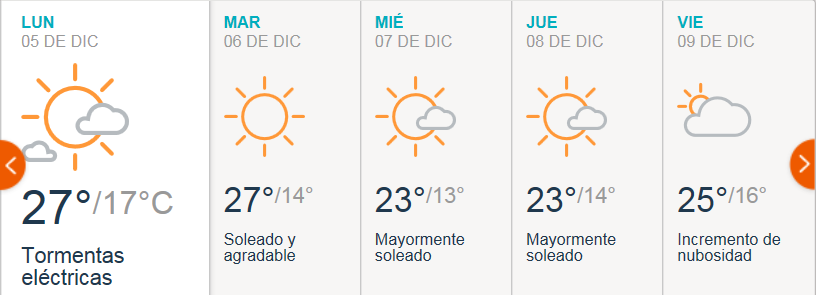 LUN
05 DE DIC
27°/17°C
Tormentas
eléctricas
MAR
06 DE DIC
27°/14°
Soleado y
agradable
MIÉ
07 DE DIC
23°/13°
Mayormente
soleado
JUE
08 DE DIC
23°/14°
Mayormente
soleado
VIE
09 DE DIC
25°/16°
Incremento de
nubosidad